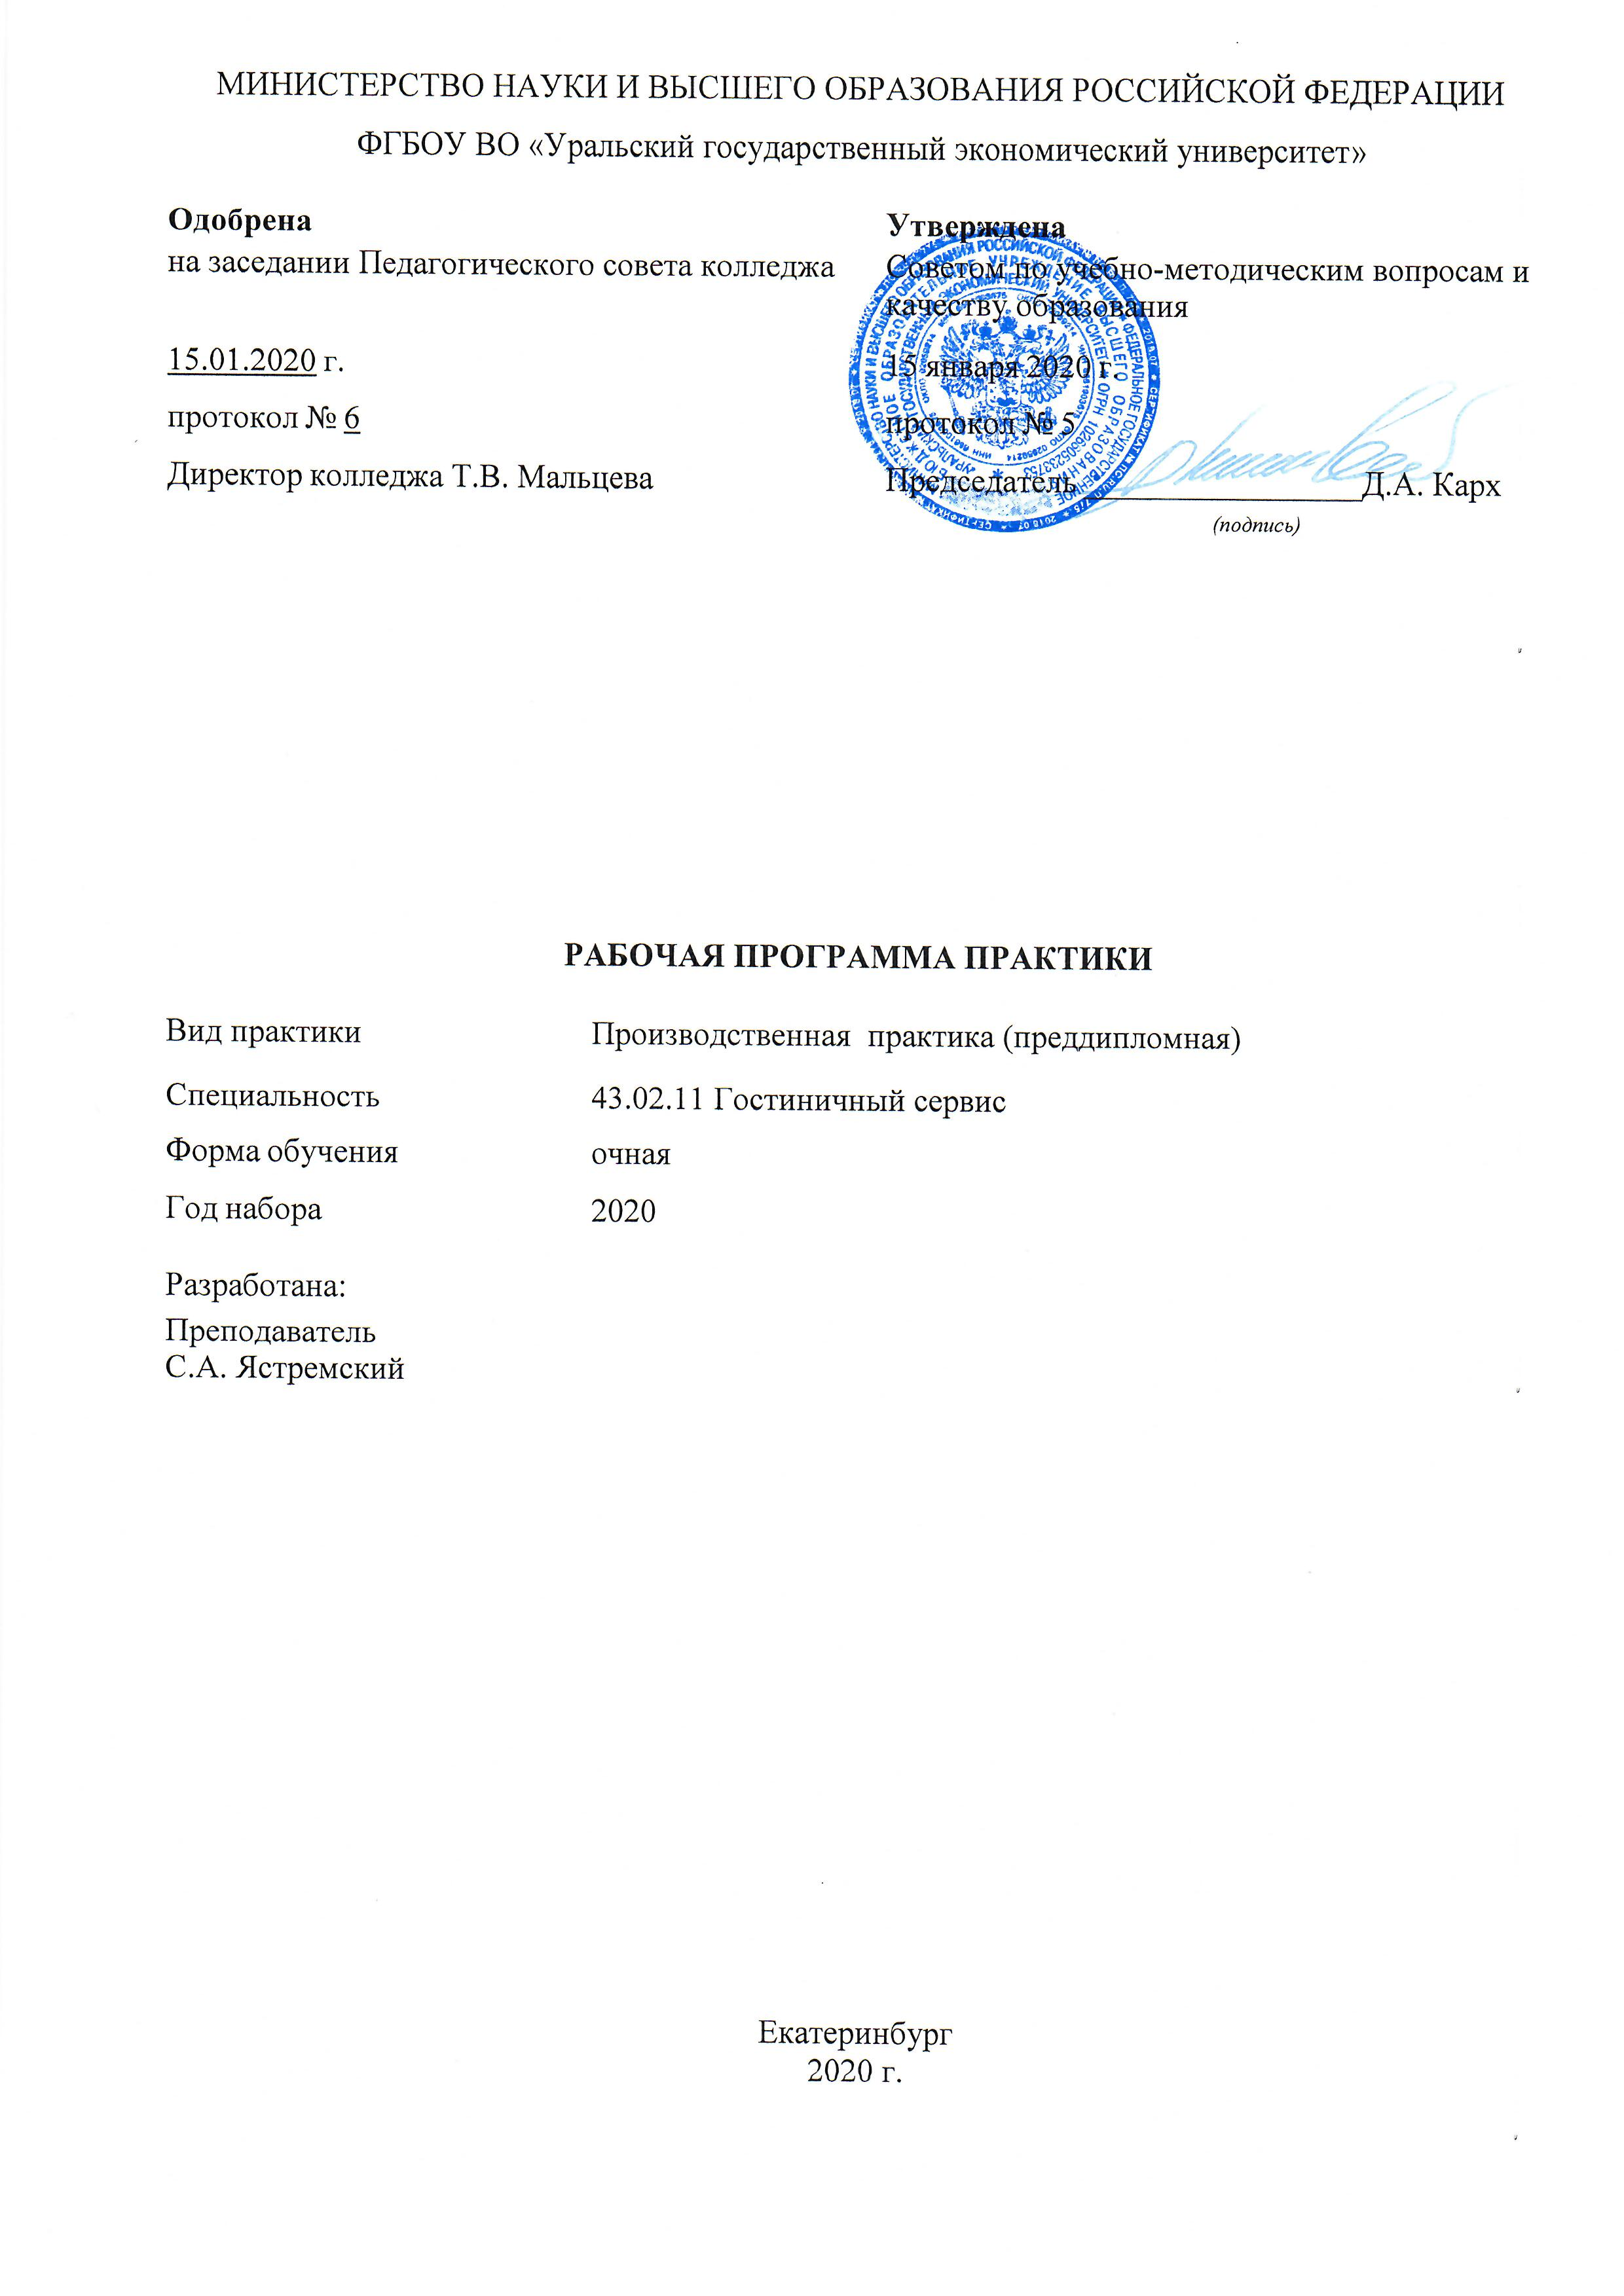 МИНИСТЕРСТВО НАУКИ И ВЫСШЕГО ОБРАЗОВАНИЯ РОССИЙСКОЙ ФЕДЕРАЦИИ
ФГБОУ ВО «Уральский государственный экономический университет»
Одобрена
на заседании Педагогического совета колледжа
15.01.2020 г.
протокол № 6
Директор колледжа Т.В. Мальцева
Утверждена
Советом по учебно-методическим вопросам и
качеству образования
15 января 2020 г.
протокол № 5
Председатель Д.А. Карх
(подпись)
РАБОЧАЯ ПРОГРАММА ПРАКТИКИ
Вид практики Производственная практика (преддипломная)
Специальность 43.02.11 Гостиничный сервис
Форма обучения очная
Год набора 2020
Разработана:
Преподаватель
С.А. Ястремский
Екатеринбург
2020 г.